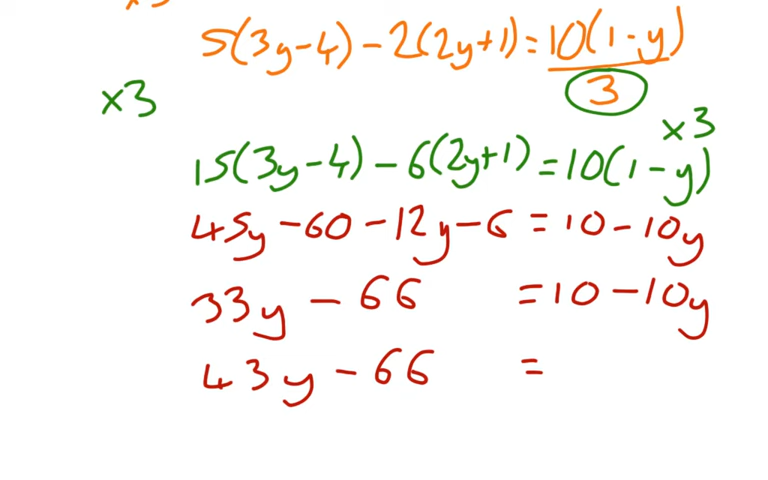 ×3
5(3y-4)-2(2y+1)=10(1-y)/3
×3 ×3
15(3y-4)-6(2y+1)=10(1-y)
45y-60-12y-6=10-10y
33y-66=10-10y
43y-66=